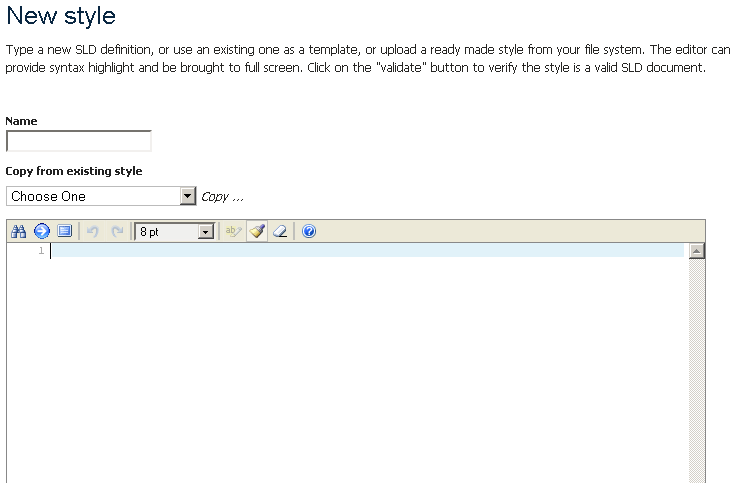 New style
Type a new SLD definition, or use an existing one as a template, or upload a ready made style from your file system. The editor can
provide syntax highlight and be brought to full screen. Click on the "validate" button to verify the style is a valid SLD document.
Name
Copy from existing style
Choose One Copy ...
8 pt ab
1